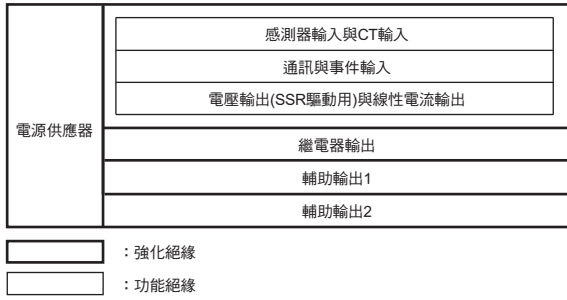 感測器輸入與CT輸入
通訊與事件輸入
電壓輸出(SSR驅動用)與線性電流輸出
電源供應器
繼電器輸出
輔助輸出1
輔助輸出2
：強化絕緣
：功能絕緣